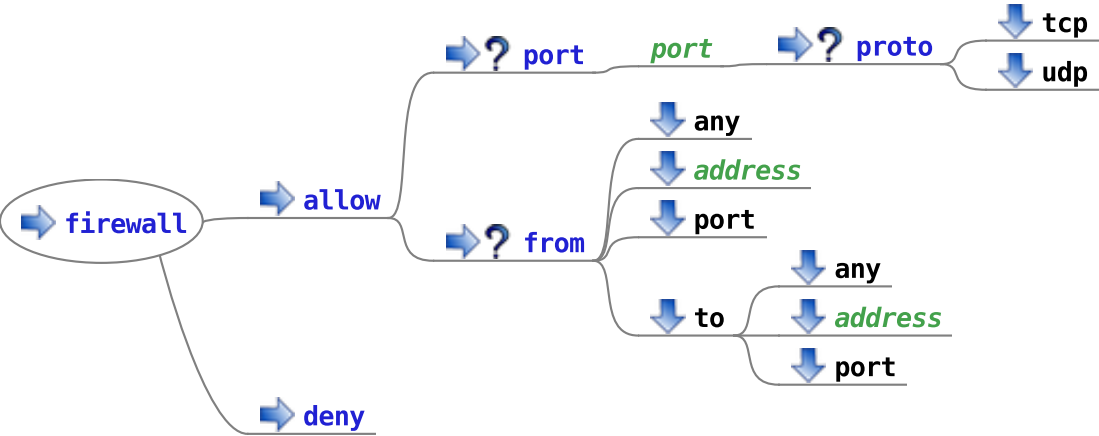 firewall
allow
? port
port
? proto
tcp
udp
? from
any
address
port
to
any
address
port
deny